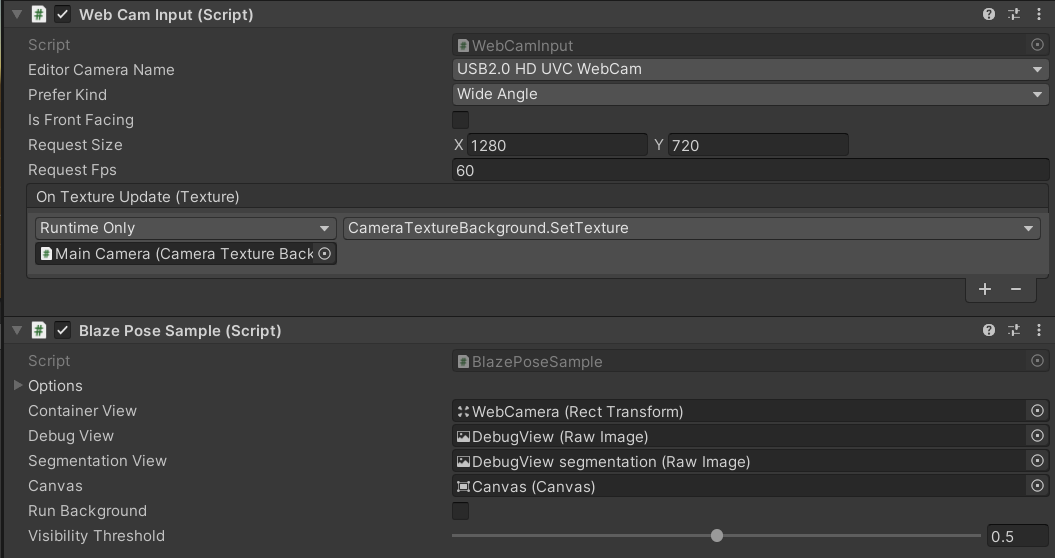 Web Cam Input (Script)
Script WebCamInput
Editor Camera Name USB2.0 HD UVC WebCam
Prefer Kind Wide Angle
Is Front Facing
Request Size X 1280 Y 720
Request Fps 60
On Texture Update (Texture)
Runtime Only CameraTextureBackground.SetTexture
Main Camera (Camera Texture Back
Blaze Pose Sample (Script)
Script BlazePoseSample
Options
Container View WebCamera (Rect Transform)
Debug View DebugView (Raw Image)
Segmentation View DebugView segmentation (Raw Image)
Canvas Canvas (Canvas)
Run Background
Visibility Threshold 0.5